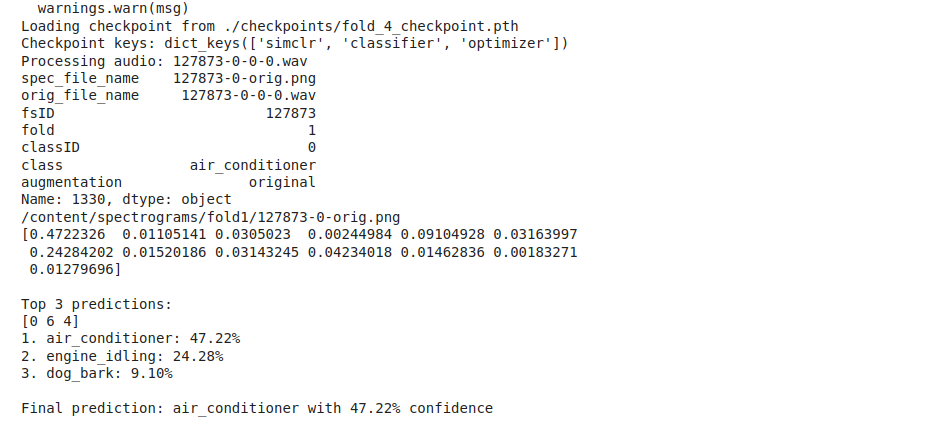 warnings.warn(msg)
Loading checkpoint from ./checkpoints/fold_4_checkpoint.pth
Checkpoint keys: dict_keys(['simclr', 'classifier', 'optimizer'])
Processing audio: 127873-0-0-0.wav
spec_file_name    127873-0-orig.png
orig_file_name     127873-0-0-0.wav
fsID                         127873
fold                              1
classID                           0
class                air_conditioner
augmentation               original
Name: 1330, dtype: object
/content/spectrograms/fold1/127873-0-orig.png
[0.4722326  0.01105141 0.0305023  0.00244984 0.09104928 0.03163997
 0.24284202 0.01520186 0.03143245 0.04234018 0.01462836 0.00183271
 0.01279696]
Top 3 predictions:
[0 6 4]
1. air_conditioner: 47.22%
2. engine_idling: 24.28%
3. dog_bark: 9.10%
Final prediction: air_conditioner with 47.22% confidence